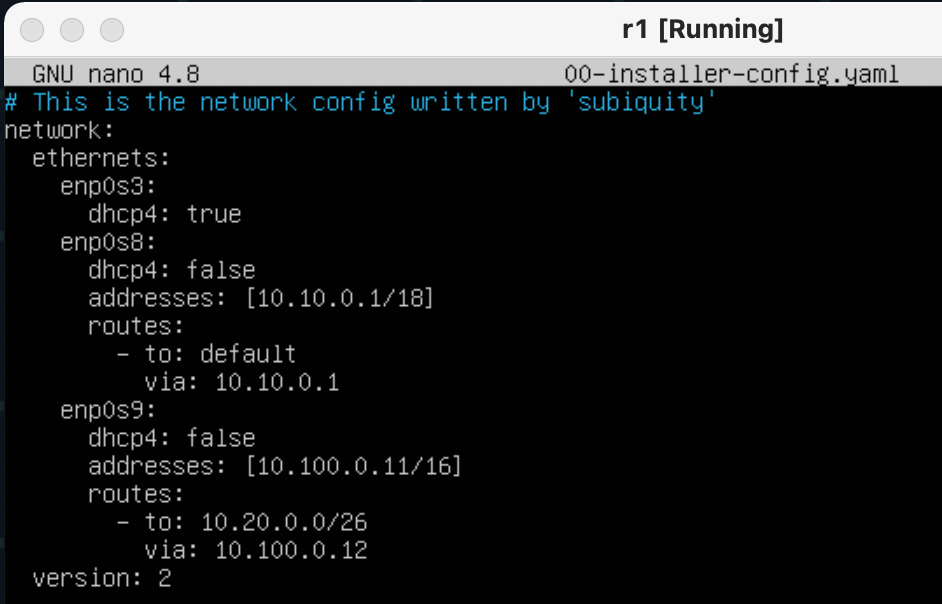 r1 [Running]
GNU nano 4.8 00-installer-config.yaml
# This is the network config written by 'subiquity'
network:
  ethernets:
    enp0s3:
      dhcp4: true
    enp0s8:
      dhcp4: false
      addresses: [10.10.0.1/18]
      routes:
        - to: default
          via: 10.10.0.1
    enp0s9:
      dhcp4: false
      addresses: [10.100.0.11/16]
      routes:
        - to: 10.20.0.0/26
          via: 10.100.0.12
  version: 2